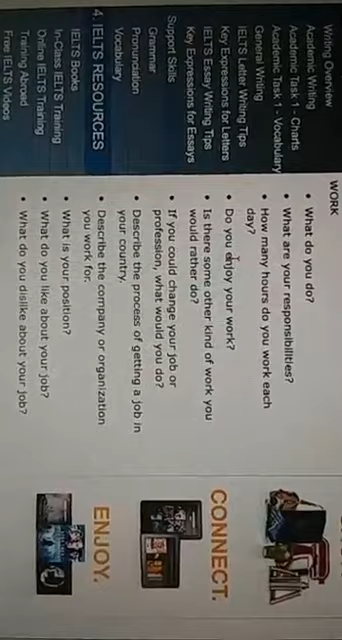 Writing Overview
Academic Writing
Academic Task 1 - Charts
Academic Task 1 - Vocabulary
General Writing
IELTS Letter Writing Tips
Key Expressions for Letters
IELTS Essay Writing Tips
Key Expressions for Essays
Support Skills
Grammar
Pronunciation
Vocabulary
4. IELTS RESOURCES
IELTS Books
In-Class IELTS Training
Online IELTS Training
Training Abroad
Free IELTS Videos
WORK
• What do you do?
• What are your responsibilities?
• How many hours do you work each
day?
• Do you enjoy your work?
• Is there some other kind of work you
would rather do?
• If you could change your job or
profession, what would you do?
• Describe the process of getting a job in
your country.
• Describe the company or organization
you work for.
• What is your position?
• What do you like about your job?
• What do you dislike about your job?
CONNECT.
ENJOY.